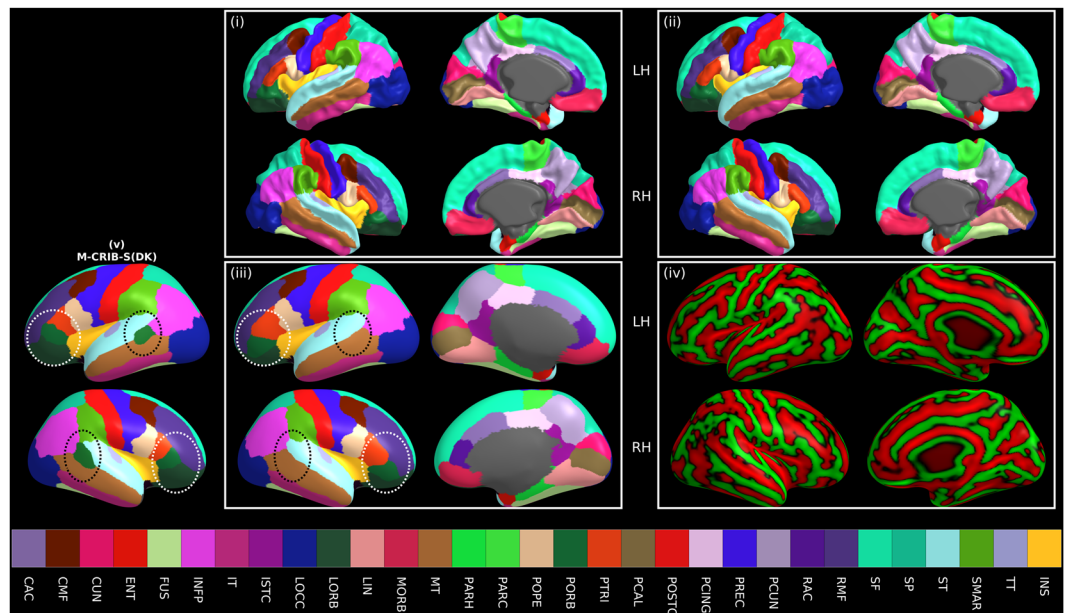 (i)
(ii)
LH
RH
(v)
M-CRIB-S(DK)
(iii)
(iv)
LH
RH
CAC
CMF
CUN
ENT
FUS
INFP
IT
ISTC
LOCC
LORB
LIN
MORB
MT
PARH
PARC
POPE
PORB
PTRI
PCAL
POSTC
PCING
PREC
PCUN
RAC
RMF
SF
SP
ST
SMAR
TT
INS